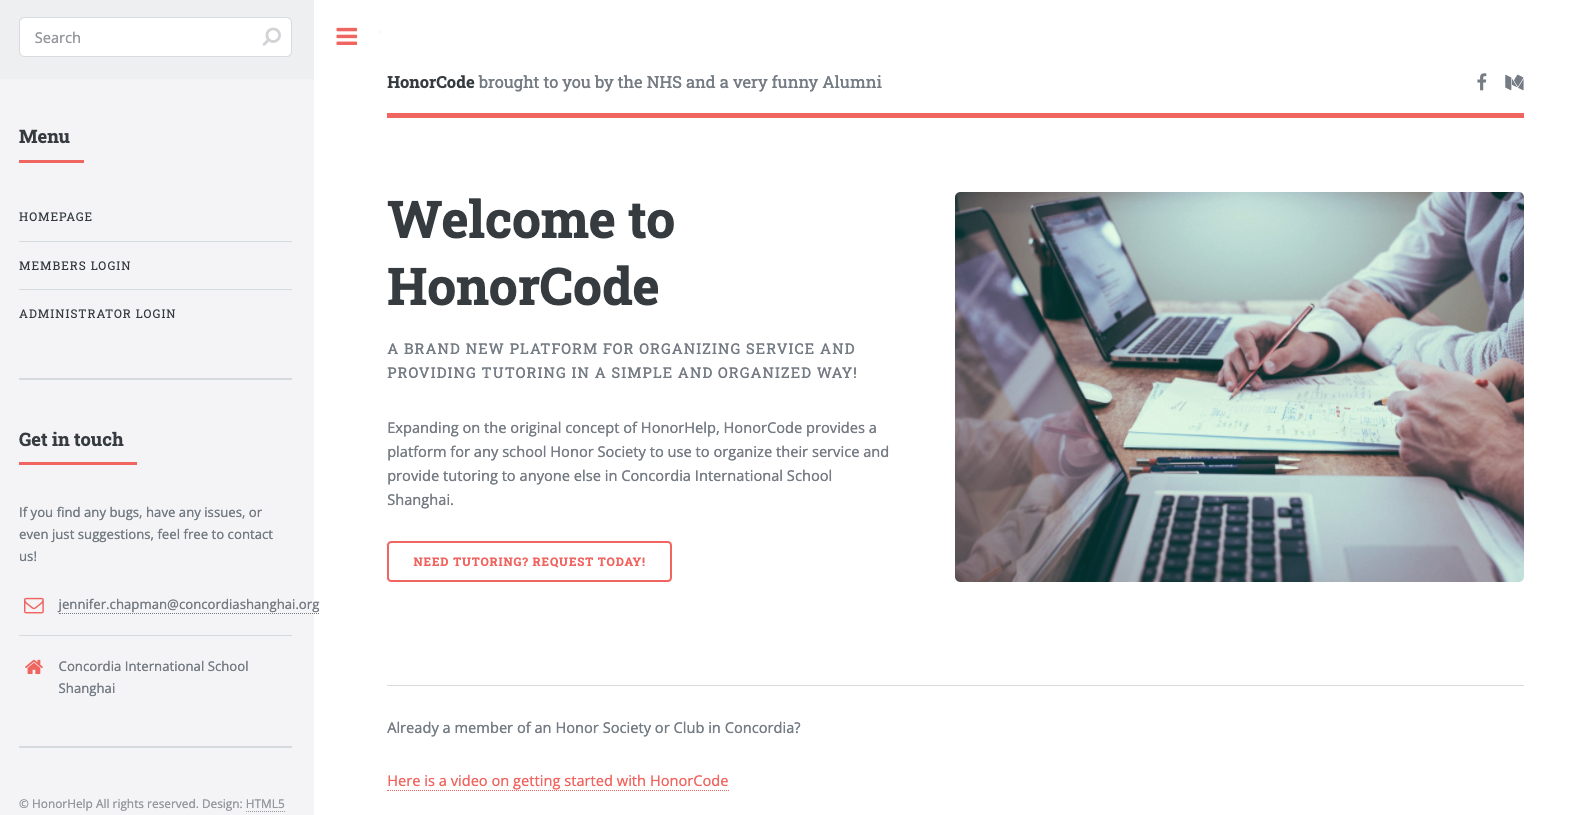 Search
Menu
HOMEPAGE
MEMBERS LOGIN
ADMINISTRATOR LOGIN
Get in touch
If you find any bugs, have any issues, or
even just suggestions, feel free to contact
us!
jennifer.chapman@concordiashanghai.org
Concordia International School
Shanghai
© HonorHelp All rights reserved. Design: HTML5
HonorCode brought to you by the NHS and a very funny Alumni
Welcome to
HonorCode
A BRAND NEW PLATFORM FOR ORGANIZING SERVICE AND
PROVIDING TUTORING IN A SIMPLE AND ORGANIZED WAY!
Expanding on the original concept of HonorHelp, HonorCode provides a
platform for any school Honor Society to use to organize their service and
provide tutoring to anyone else in Concordia International School
Shanghai.
NEED TUTORING? REQUEST TODAY!
Already a member of an Honor Society or Club in Concordia?
Here is a video on getting started with HonorCode